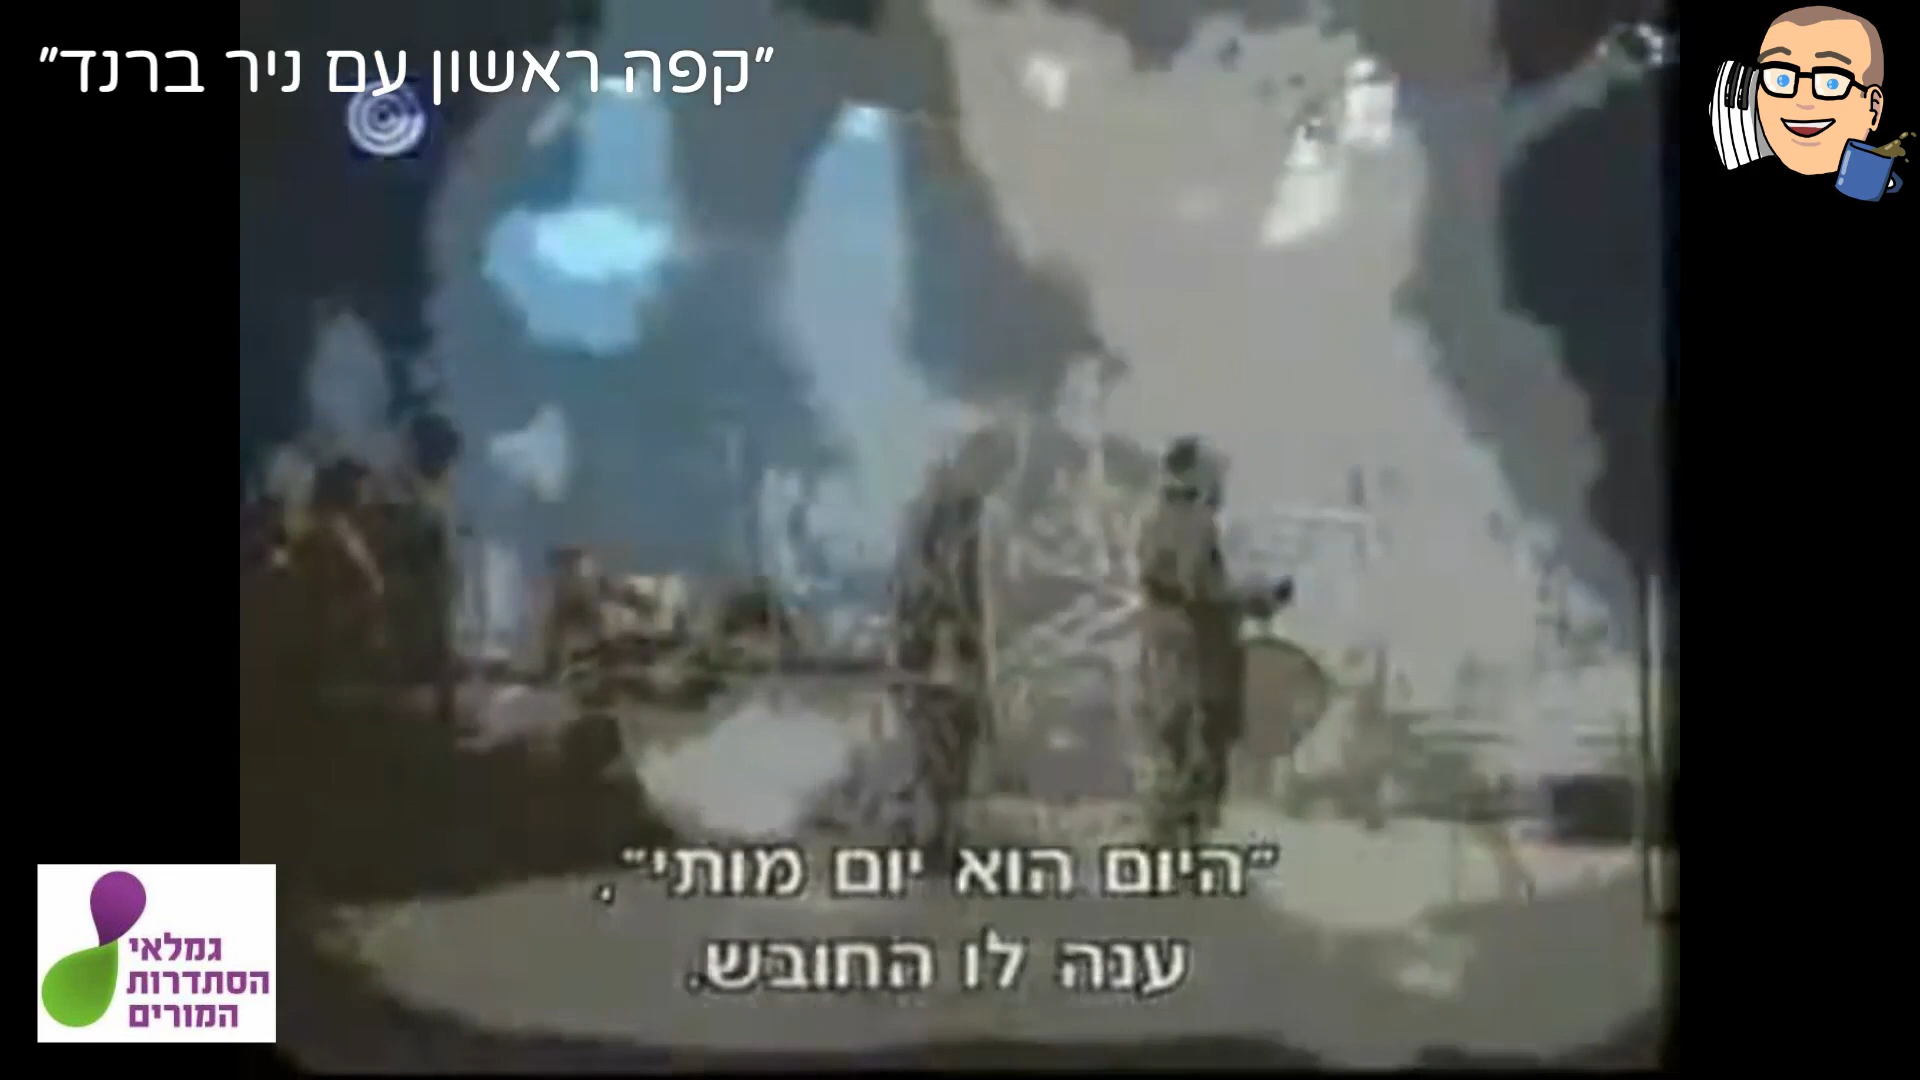 "קפה ראשון עם ניר ברנד"
"היום הוא יום מותי",
ענה לו החובש.
גמלאי
הסתדרות
המורים